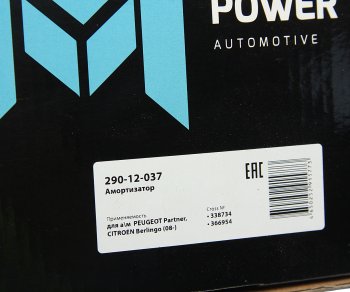 POWER
AUTOMOTIVE
290-12-037
Амортизатор
EAC
Применяемость
для а\м PEUGEOT Partner,
CITROEN Berlingo (08-)
Cross №
• 338734
• 366954